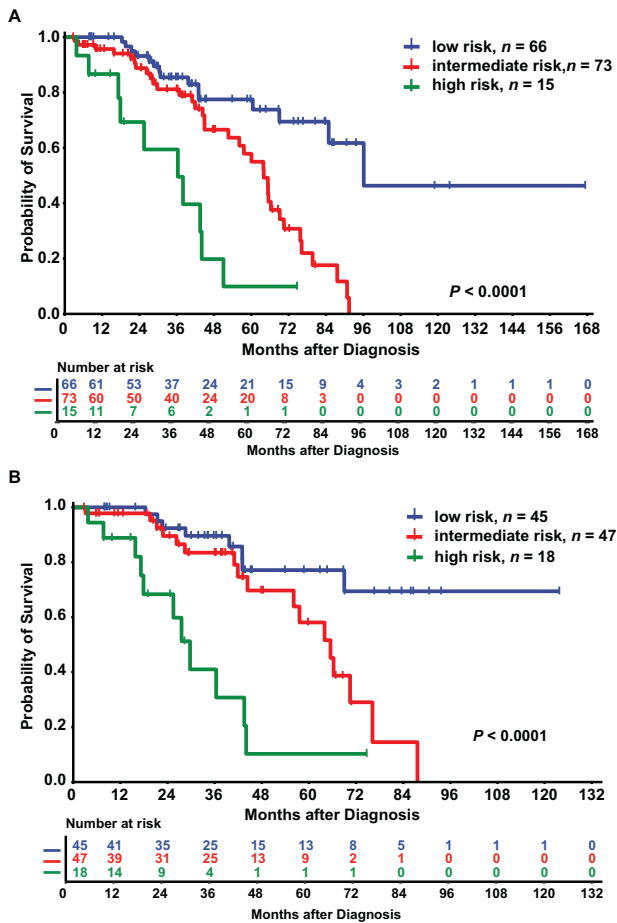 A
low risk, n = 66
intermediate risk,n = 73
high risk, n = 15
Probability of Survival
1.0
0.8
0.6
0.4
0.2
0.0
P < 0.0001
0 12 24 36 48 60 72 84 96 108 120 132 144 156 168
Months after Diagnosis
Number at risk
66 61 53 37 24 21 15 9 4 3 2 1 1 1 0
73 60 50 40 24 20 8 3 0 0 0 0 0 0 0
15 11 7 6 2 1 1 0 0 0 0 0 0 0 0
0 12 24 36 48 60 72 84 96 108 120 132 144 156 168
Months after Diagnosis
B
low risk, n = 45
intermediate risk, n = 47
high risk, n = 18
Probability of Survival
1.0
0.8
0.6
0.4
0.2
0.0
P < 0.0001
0 12 24 36 48 60 72 84 96 108 120 132
Months after Diagnosis
Number at risk
45 41 35 25 15 13 8 5 1 1 1 0
47 39 31 25 13 9 2 1 0 0 0 0
18 14 9 4 1 1 1 0 0 0 0 0
0 12 24 36 48 60 72 84 96 108 120 132
Months after Diagnosis